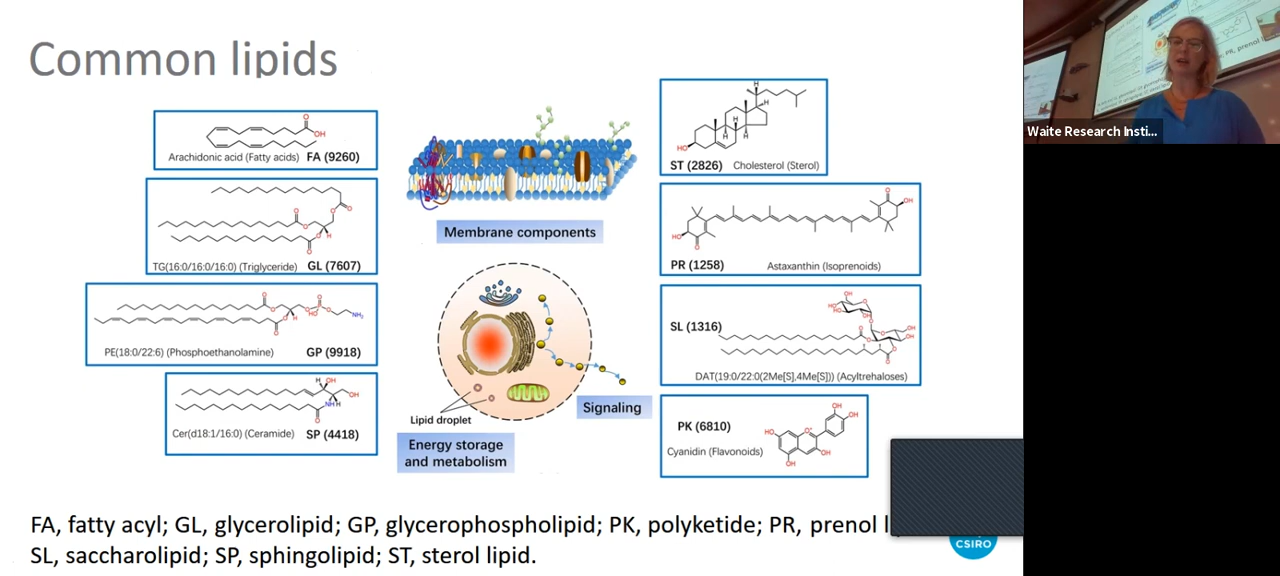 Common lipids
Arachidonic acid (Fatty acids) FA (9260)
TG(16:0/16:0/16:0) (Triglyceride) GL (7607)
PE(18:0/22:6) (Phosphoethanolamine) GP (9918)
Cer(d18:1/16:0) (Ceramide) SP (4418)
Membrane components
Lipid droplet
Signaling
Energy storage
and metabolism
ST (2826) Cholesterol (Sterol)
PR (1258) Astaxanthin (Isoprenoids)
SL (1316)
DAT(19:0/22:0(2Me[S],4Me[S])) (Acyltrehaloses)
PK (6810)
Cyanidin (Flavonoids)
FA, fatty acyl; GL, glycerolipid; GP, glycerophospholipid; PK, polyketide; PR, prenol l
SL, saccharolipid; SP, sphingolipid; ST, sterol lipid.
CSIRO
Waite Research Insti...